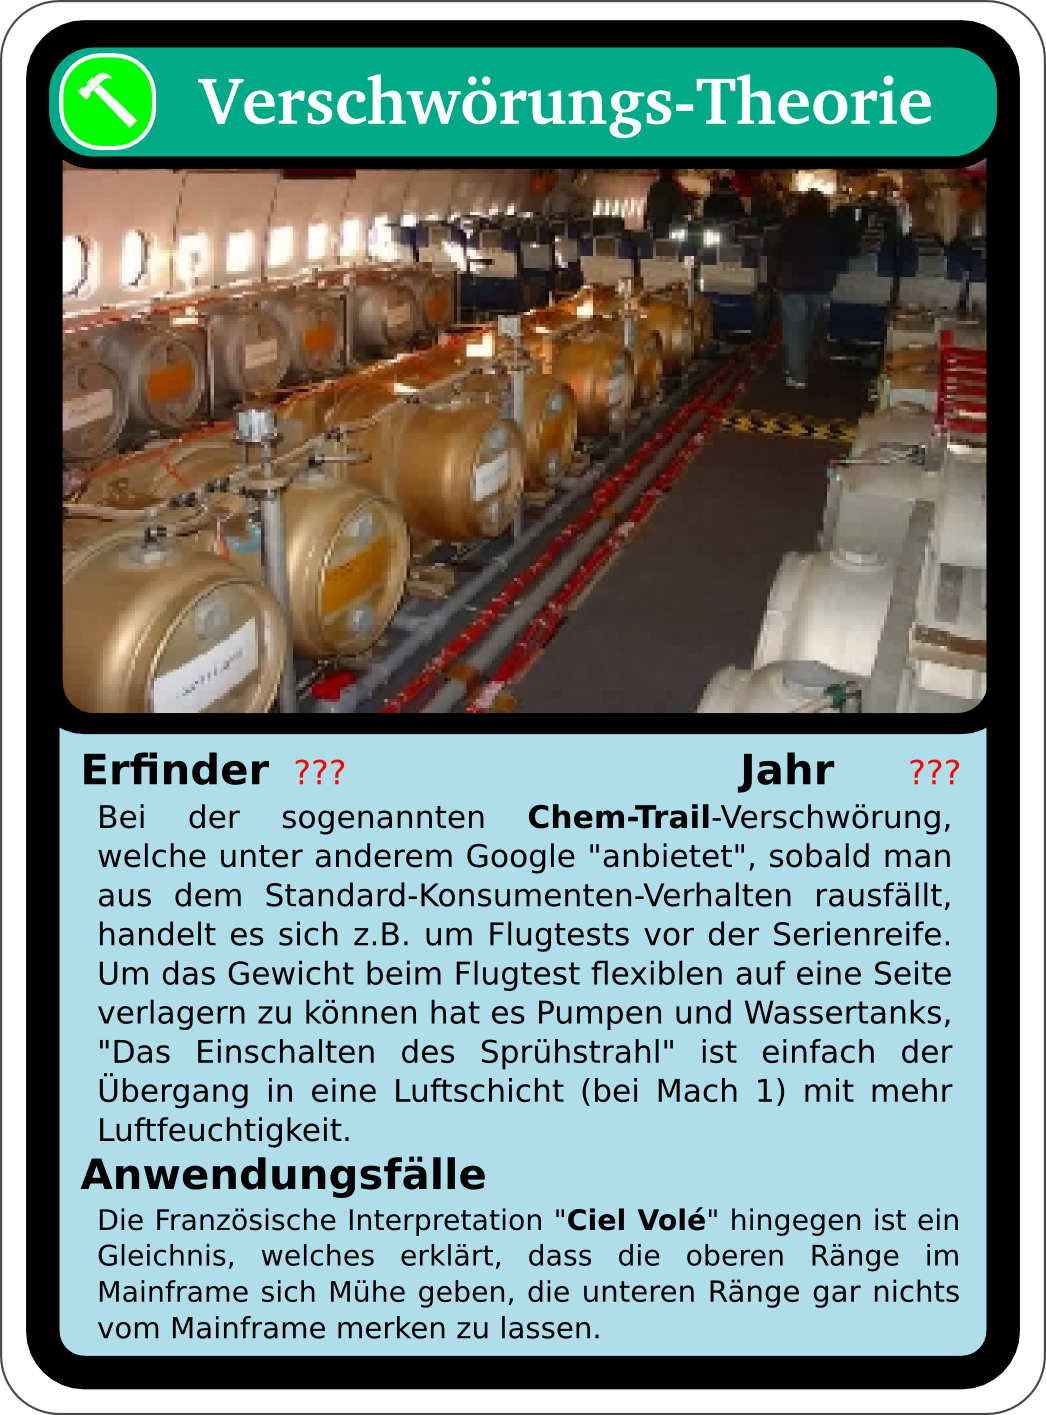 Verschwörungs-Theorie
Erfinder ??? Jahr ???
Bei der sogenannten Chem-Trail-Verschwörung,
welche unter anderem Google "anbietet", sobald man
aus dem Standard-Konsumenten-Verhalten rausfällt,
handelt es sich z.B. um Flugtests vor der Serienreife.
Um das Gewicht beim Flugtest flexiblen auf eine Seite
verlagern zu können hat es Pumpen und Wassertanks,
"Das Einschalten des Sprühstrahl" ist einfach der
Übergang in eine Luftschicht (bei Mach 1) mit mehr
Luftfeuchtigkeit.
Anwendungsfälle
Die Französische Interpretation "Ciel Volé" hingegen ist ein
Gleichnis, welches erklärt, dass die oberen Ränge im
Mainframe sich Mühe geben, die unteren Ränge gar nichts
vom Mainframe merken zu lassen.